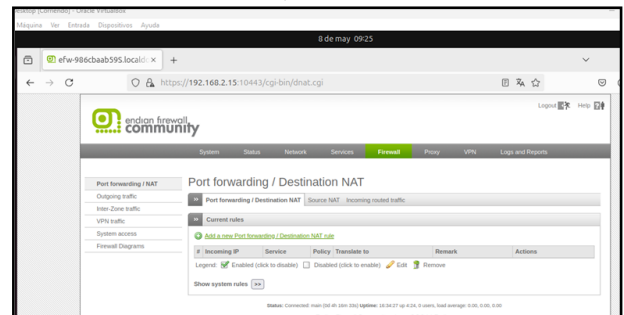 Desktop [Corriendo] - Oracle VirtualBox
Máquina Ver Entrada Dispositivos Ayuda
8 de may 09:25
efw-986cbaab595.localdo × +
https://192.168.2.15:10443/cgi-bin/dnat.cgi
Logout Help
endian firewall
community
System Status Network Services Firewall Proxy VPN Logs and Reports
Port forwarding / NAT
Outgoing traffic
Inter-Zone traffic
VPN traffic
System access
Firewall Diagrams
Port forwarding / Destination NAT
>> Port forwarding / Destination NAT Source NAT Incoming routed traffic
>> Current rules
Add a new Port forwarding / Destination NAT rule
# Incoming IP Service Policy Translate to Remark Actions
Legend: Enabled (click to disable) Disabled (click to enable) Edit Remove
Show system rules >>
Status: Connected: main (0d 4h 16m 33s) Uptime: 16:34:27 up 4:24, 0 users, load average: 0.00, 0.00, 0.00